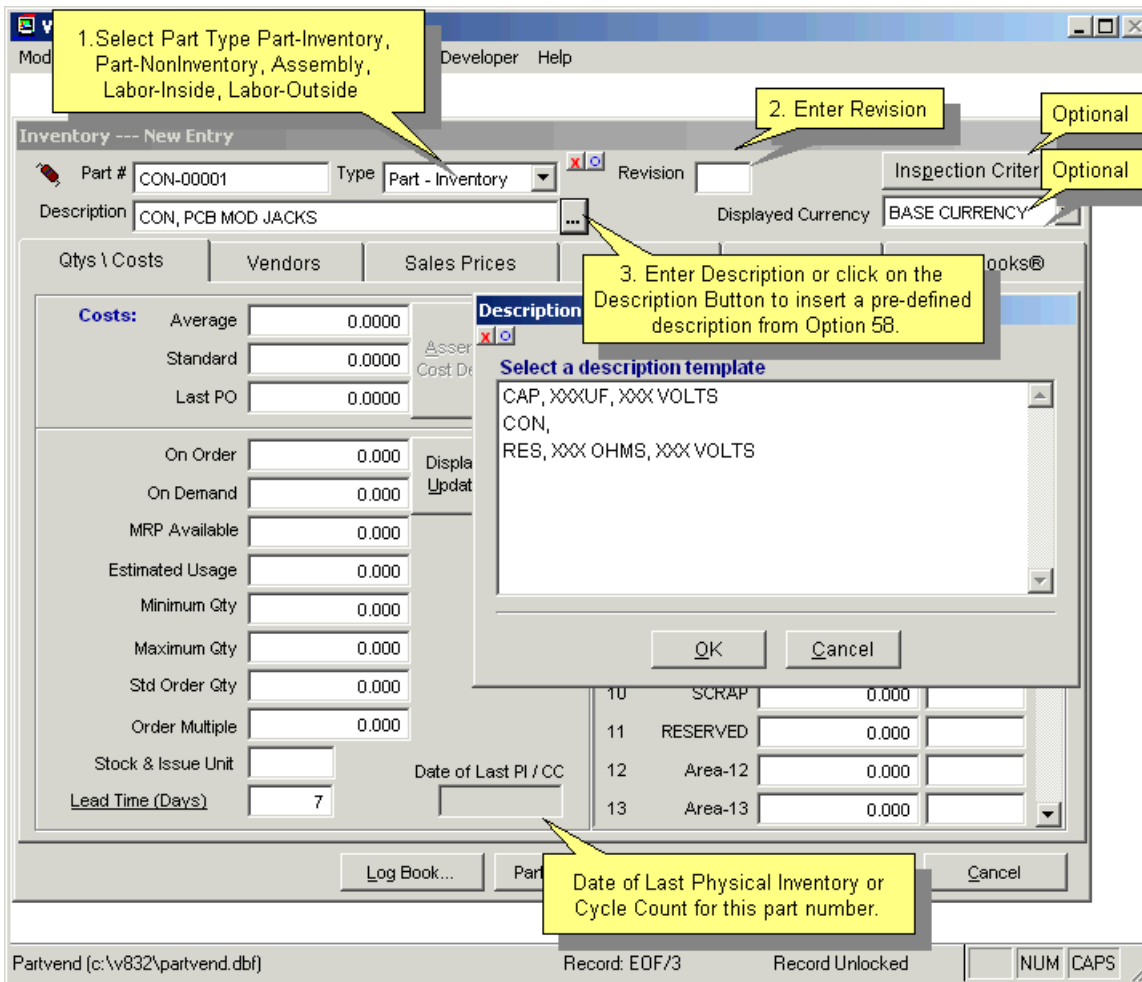 1.Select Part Type Part-Inventory,
Part-NonInventory, Assembly,
Labor-Inside, Labor-Outside
Developer Help
2. Enter Revision
Optional
Inventory --- New Entry
Part # CON-00001 Type Part - Inventory Revision
Optional
Description CON, PCB MOD JACKS ... Displayed Currency BASE CURRENCY
Qtys \ Costs Vendors Sales Prices
3. Enter Description or click on the
Description Button to insert a pre-defined
description from Option 58.
Costs: Average 0.0000
Standard 0.0000
Last PO 0.0000
On Order 0.000
On Demand 0.000
MRP Available 0.000
Estimated Usage 0.000
Minimum Qty 0.000
Maximum Qty 0.000
Std Order Qty 0.000
Order Multiple 0.000
Stock & Issue Unit
Lead Time (Days) 7
Date of Last PI / CC
Description
Select a description template
CAP, XXXUF, XXX VOLTS
CON,
RES, XXX OHMS, XXX VOLTS
OK Cancel
10 SCRAP 0.000
11 RESERVED 0.000
12 Area-12 0.000
13 Area-13 0.000
Log Book... Cancel
Date of Last Physical Inventory or
Cycle Count for this part number.
Partvend (c:\v832\partvend.dbf) Record: EOF/3 Record Unlocked NUM CAPS